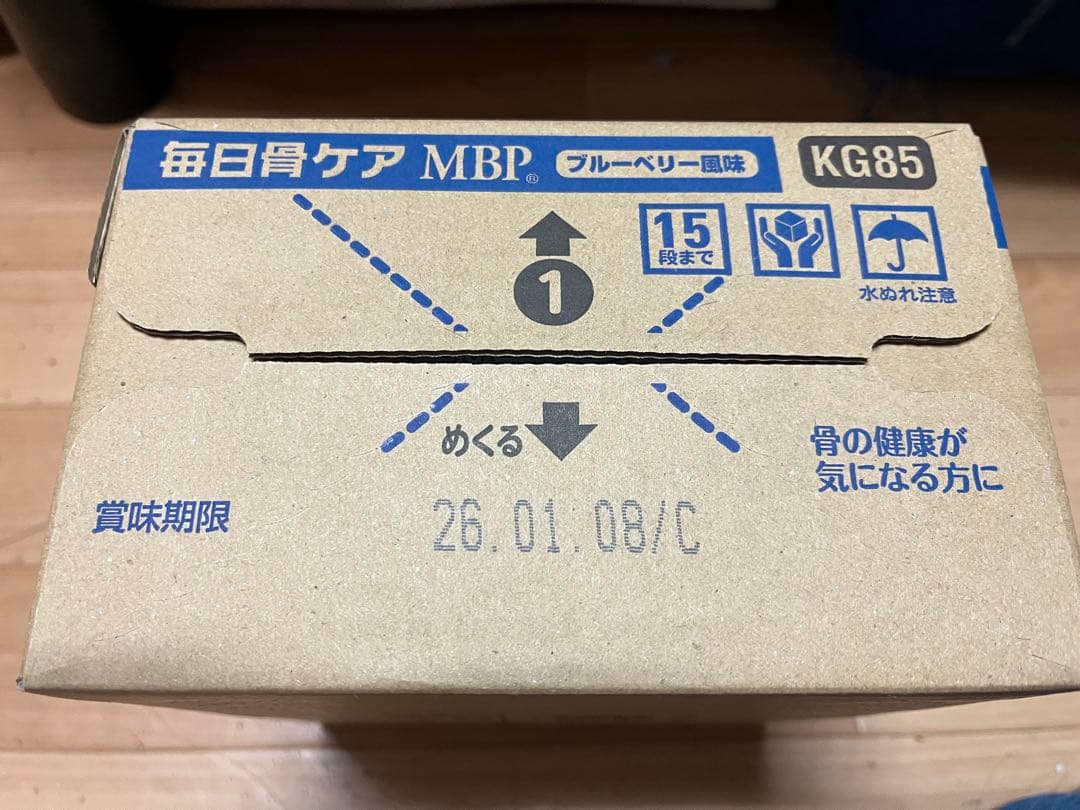 毎日骨ケア MBP® ブルーベリー風味
KG85
15
段まで
水ぬれ注意
1
めくる
骨の健康が
気になる方に
賞味期限
26.01.08/C